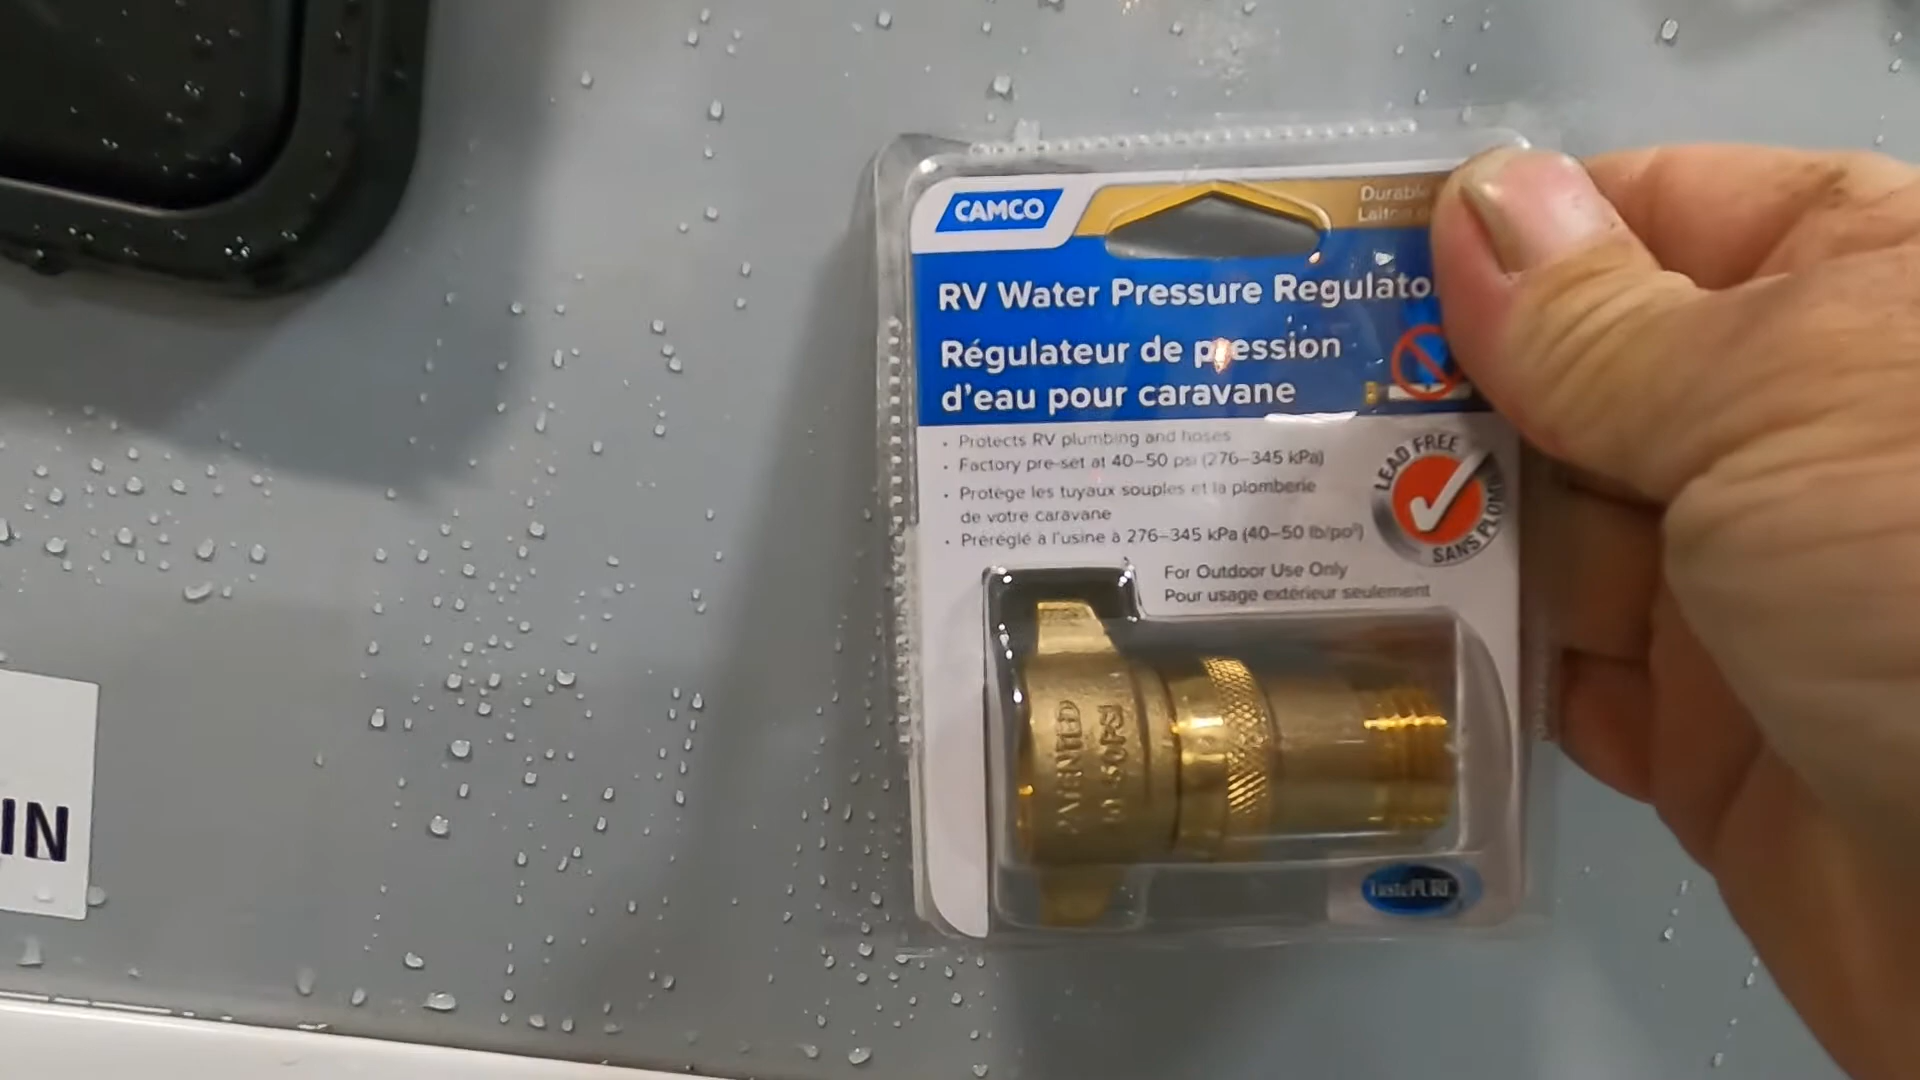 CAMCO
Durable
Laiton
RV Water Pressure Regulato
Régulateur de pression
d'eau pour caravane
• Protects RV plumbing and hoses
• Factory pre-set at 40–50 psi (276–345 kPa)
• Protège les tuyaux souples et la plomberie
de votre caravane
• Préréglé à l'usine à 276–345 kPa (40–50 lb/po²)
LEAD FREE
SANS PLOMB
For Outdoor Use Only
Pour usage extérieur seulement
PATENTED
TastePURE
IN